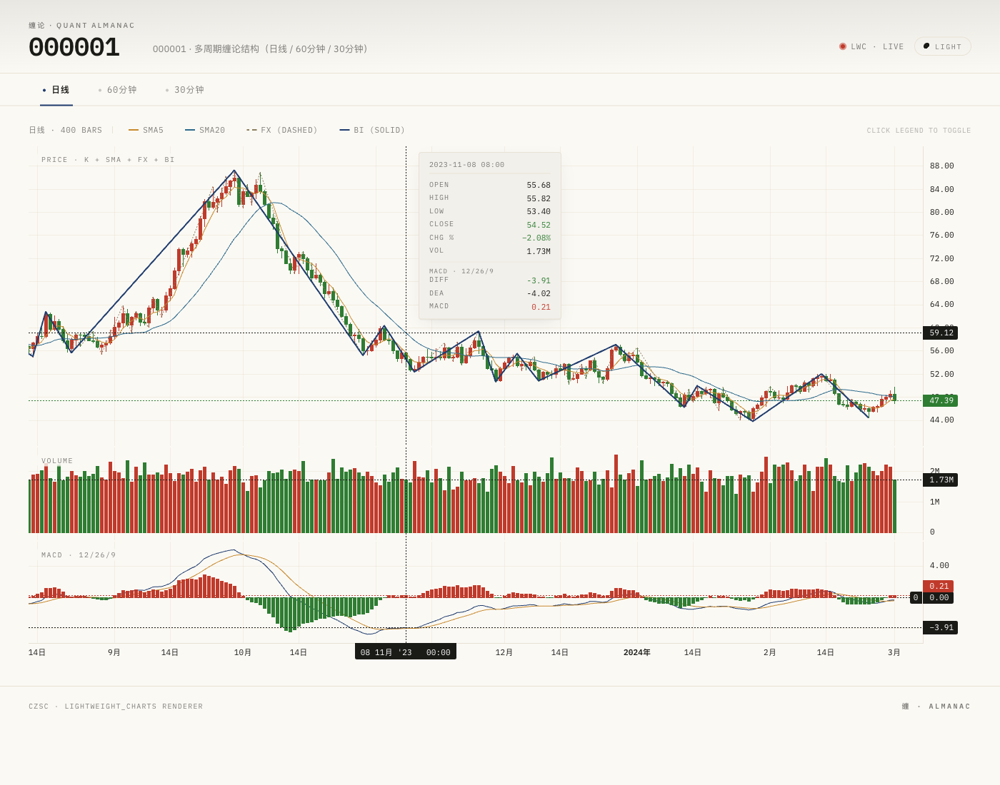 缠论 · QUANT ALMANAC
000001
000001 · 多周期缠论结构（日线 / 60分钟 / 30分钟）
LWC · LIVE
LIGHT
日线
60分钟
30分钟
日线 · 400 BARS
SMA5
SMA20
FX (DASHED)
BI (SOLID)
CLICK LEGEND TO TOGGLE
PRICE · K + SMA + FX + BI
2023-11-08 08:00
OPEN 55.68
HIGH 55.82
LOW 53.40
CLOSE 54.52
CHG % −2.08%
VOL 1.73M
MACD · 12/26/9
DIFF -3.91
DEA -4.02
MACD 0.21
88.00
84.00
80.00
76.00
72.00
68.00
64.00
59.12
56.00
52.00
47.39
44.00
VOLUME
2M
1.73M
1M
0
MACD · 12/26/9
4.00
0.21
0 0.00
−3.91
14日
9月
14日
10月
14日
08 11月 '23 00:00
12月
14日
2024年
14日
2月
14日
3月
CZSC · LIGHTWEIGHT_CHARTS RENDERER
缠 · ALMANAC